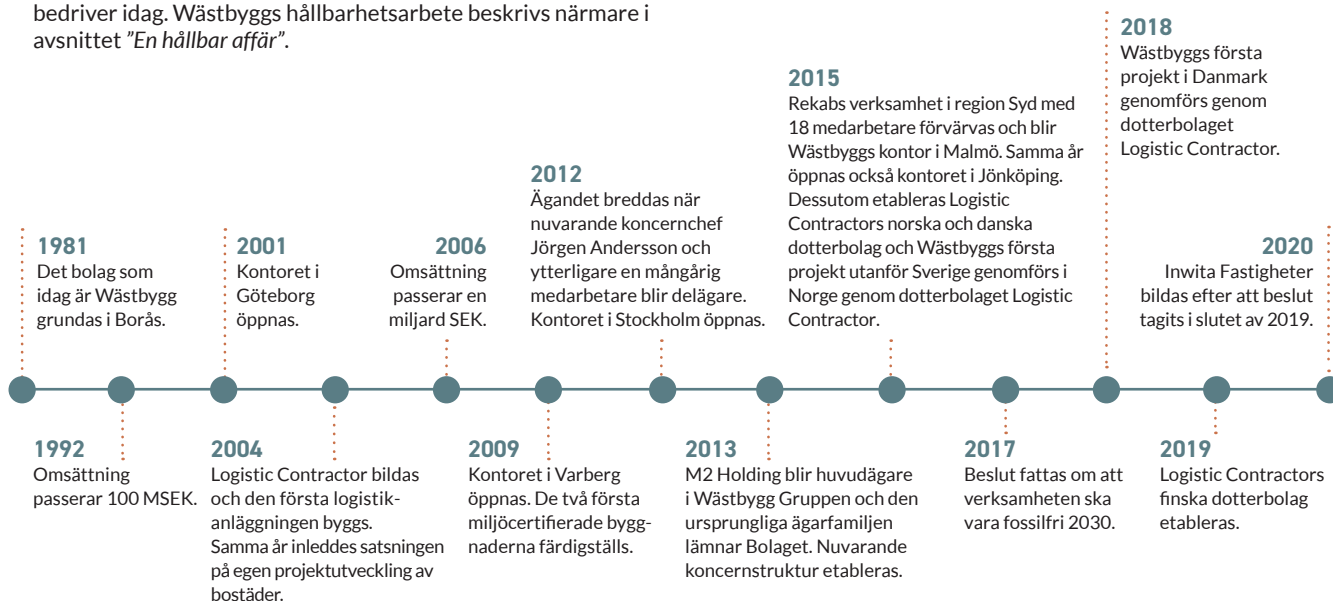 bedriver idag. Wästbyggs hållbarhetsarbete beskrivs närmare i
avsnittet ”En hållbar affär”.
1981
Det bolag som
idag är Wästbygg
grundas i Borås.
1992
Omsättning
passerar 100 MSEK.
2001
Kontoret i
Göteborg
öppnas.
2004
Logistic Contractor bildas
och den första logistik-
anläggningen byggs.
Samma år inleddes satsningen
på egen projektutveckling av
bostäder.
2006
Omsättning
passerar en
miljard SEK.
2009
Kontoret i Varberg
öppnas. De två första
miljöcertifierade bygg-
naderna färdigställs.
2012
Ägandet breddas när
nuvarande koncernchef
Jörgen Andersson och
ytterligare en mångårig
medarbetare blir delägare.
Kontoret i Stockholm öppnas.
2013
M2 Holding blir huvudägare
i Wästbygg Gruppen och den
ursprungliga ägarfamiljen
lämnar Bolaget. Nuvarande
koncernstruktur etableras.
2015
Rekabs verksamhet i region Syd med
18 medarbetare förvärvas och blir
Wästbyggs kontor i Malmö. Samma år
öppnas också kontoret i Jönköping.
Dessutom etableras Logistic
Contractors norska och danska
dotterbolag och Wästbyggs första
projekt utanför Sverige genomförs i
Norge genom dotterbolaget Logistic
Contractor.
2017
Beslut fattas om att
verksamheten ska
vara fossilfri 2030.
2018
Wästbyggs första
projekt i Danmark
genomförs genom
dotterbolaget
Logistic Contractor.
2019
Logistic Contractors
finska dotterbolag
etableras.
2020
Inwita Fastigheter
bildas efter att beslut
tagits i slutet av 2019.